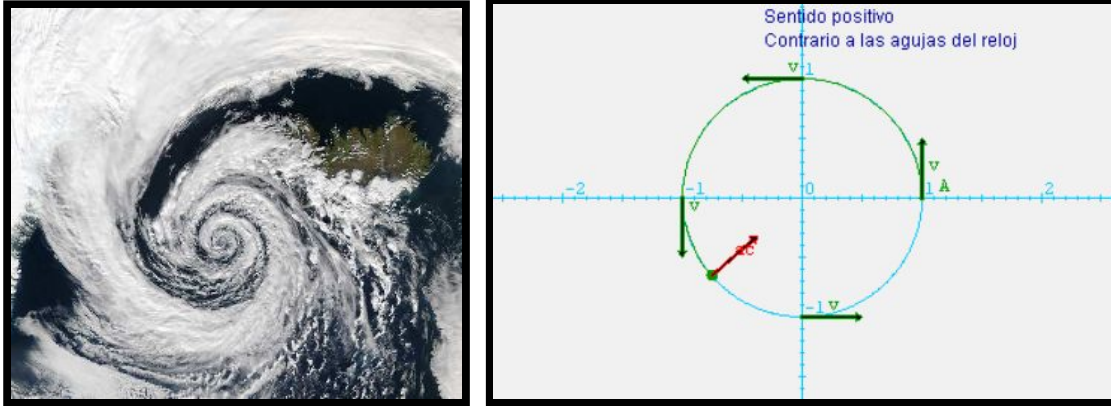 Sentido positivo
Contrario a las agujas del reloj
v
1
v
-2
-1
0
1
A
2
v
ac
-1
v